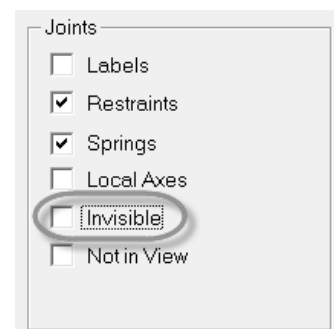 Joints
Labels
Restraints
Springs
Local Axes
Invisible
Not in View